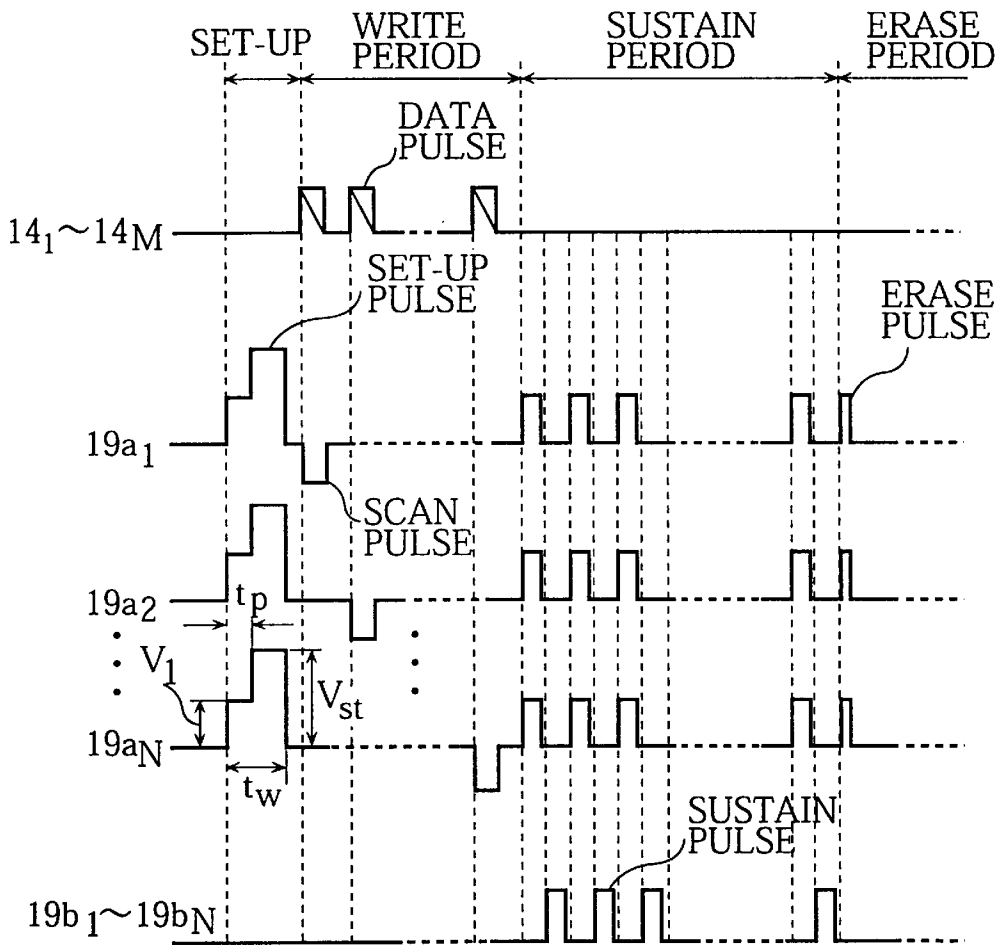 SET-UP
WRITE
PERIOD
SUSTAIN
PERIOD
ERASE
PERIOD
DATA
PULSE
14₁～14M
SET-UP
PULSE
ERASE
PULSE
19a₁
SCAN
PULSE
19a₂
tp
V₁
Vst
19aN
tw
SUSTAIN
PULSE
19b₁～19bN